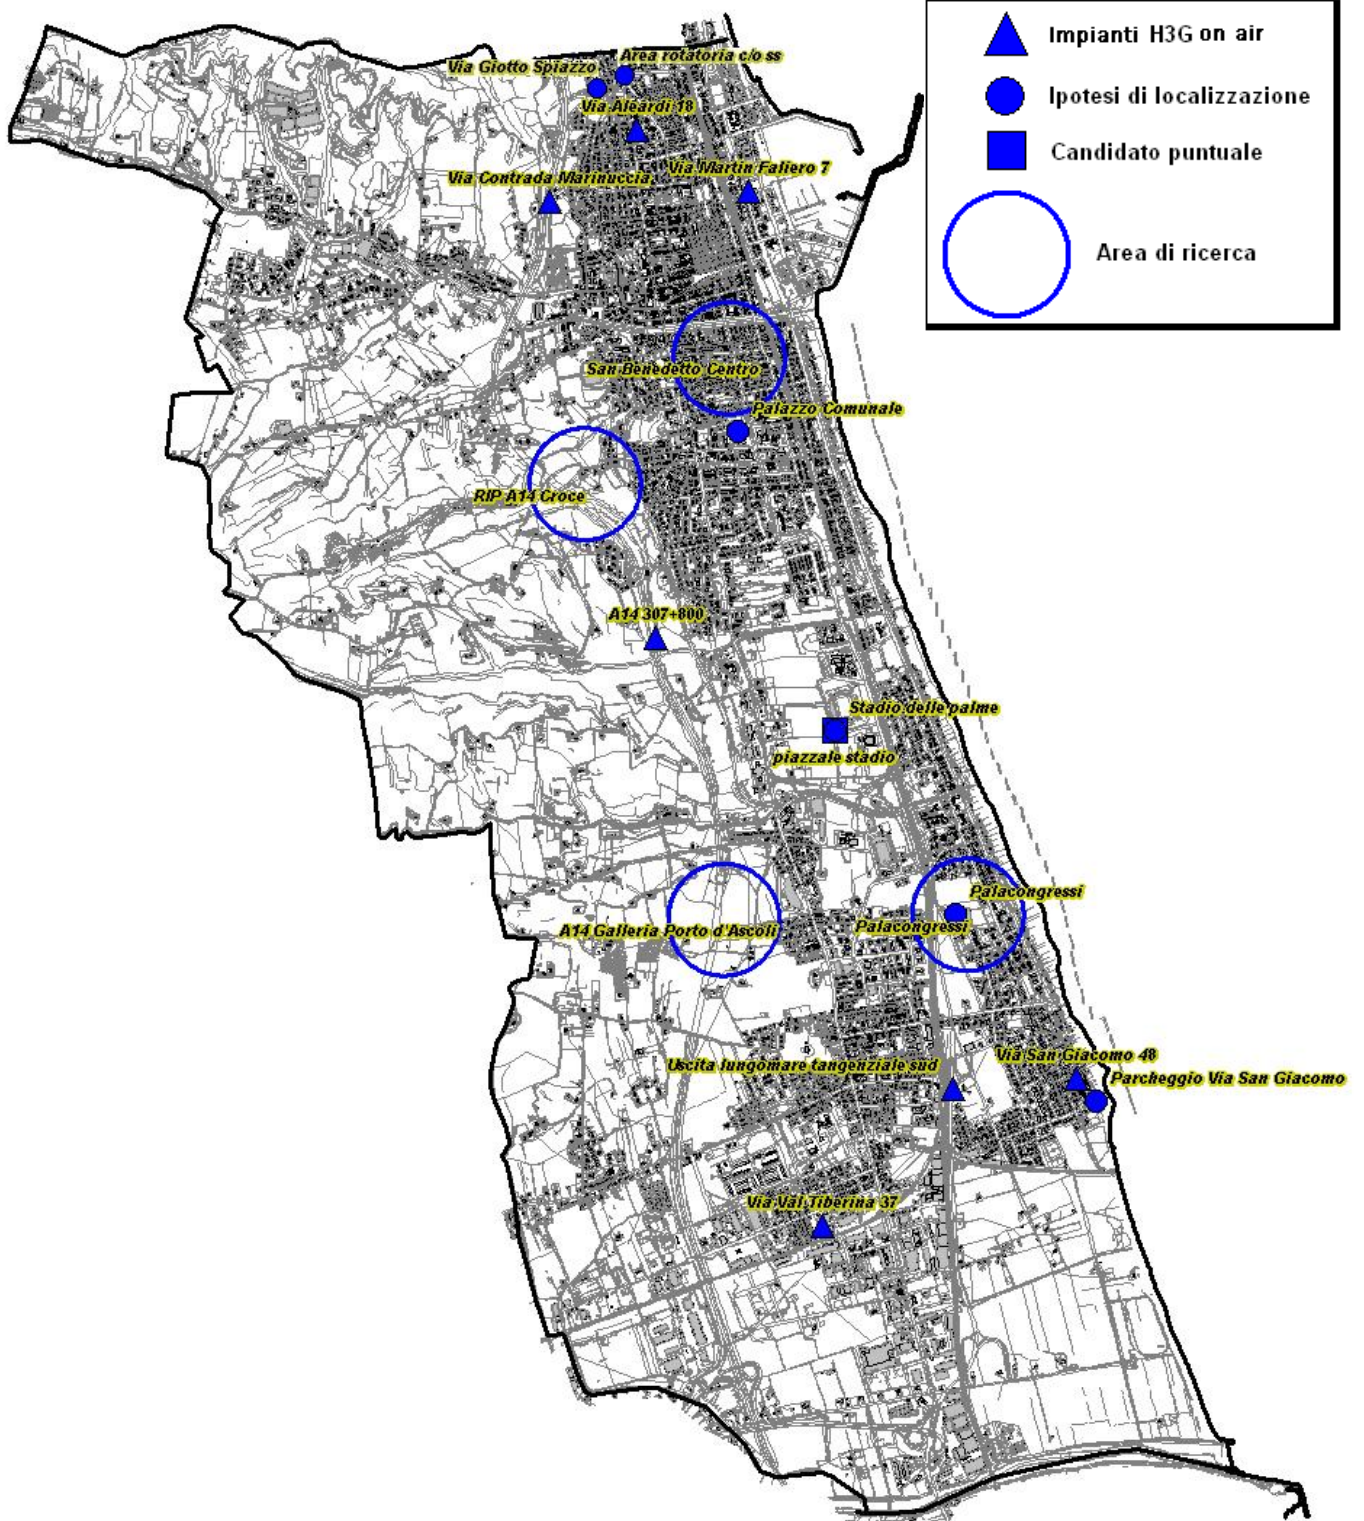 Impianti H3G on air
Ipotesi di localizzazione
Candidato puntuale
Area di ricerca
Area rotatoria c/o ss
Via Giotto Spiazzo
Via Aleardi 18
Via Martin Faliero 7
Via Contrada Marinuccia
San Benedetto Centro
Palazzo Comunale
RIP A14 Croce
A14 307+800
Stadio delle palme
piazzale stadio
Palacongressi
Palacongressi
A14 Galleria Porto d'Ascoli
Via San Giacomo 48
Uscita lungomare tangenziale sud
Parcheggio Via San Giacomo
Via Val Tiberina 37